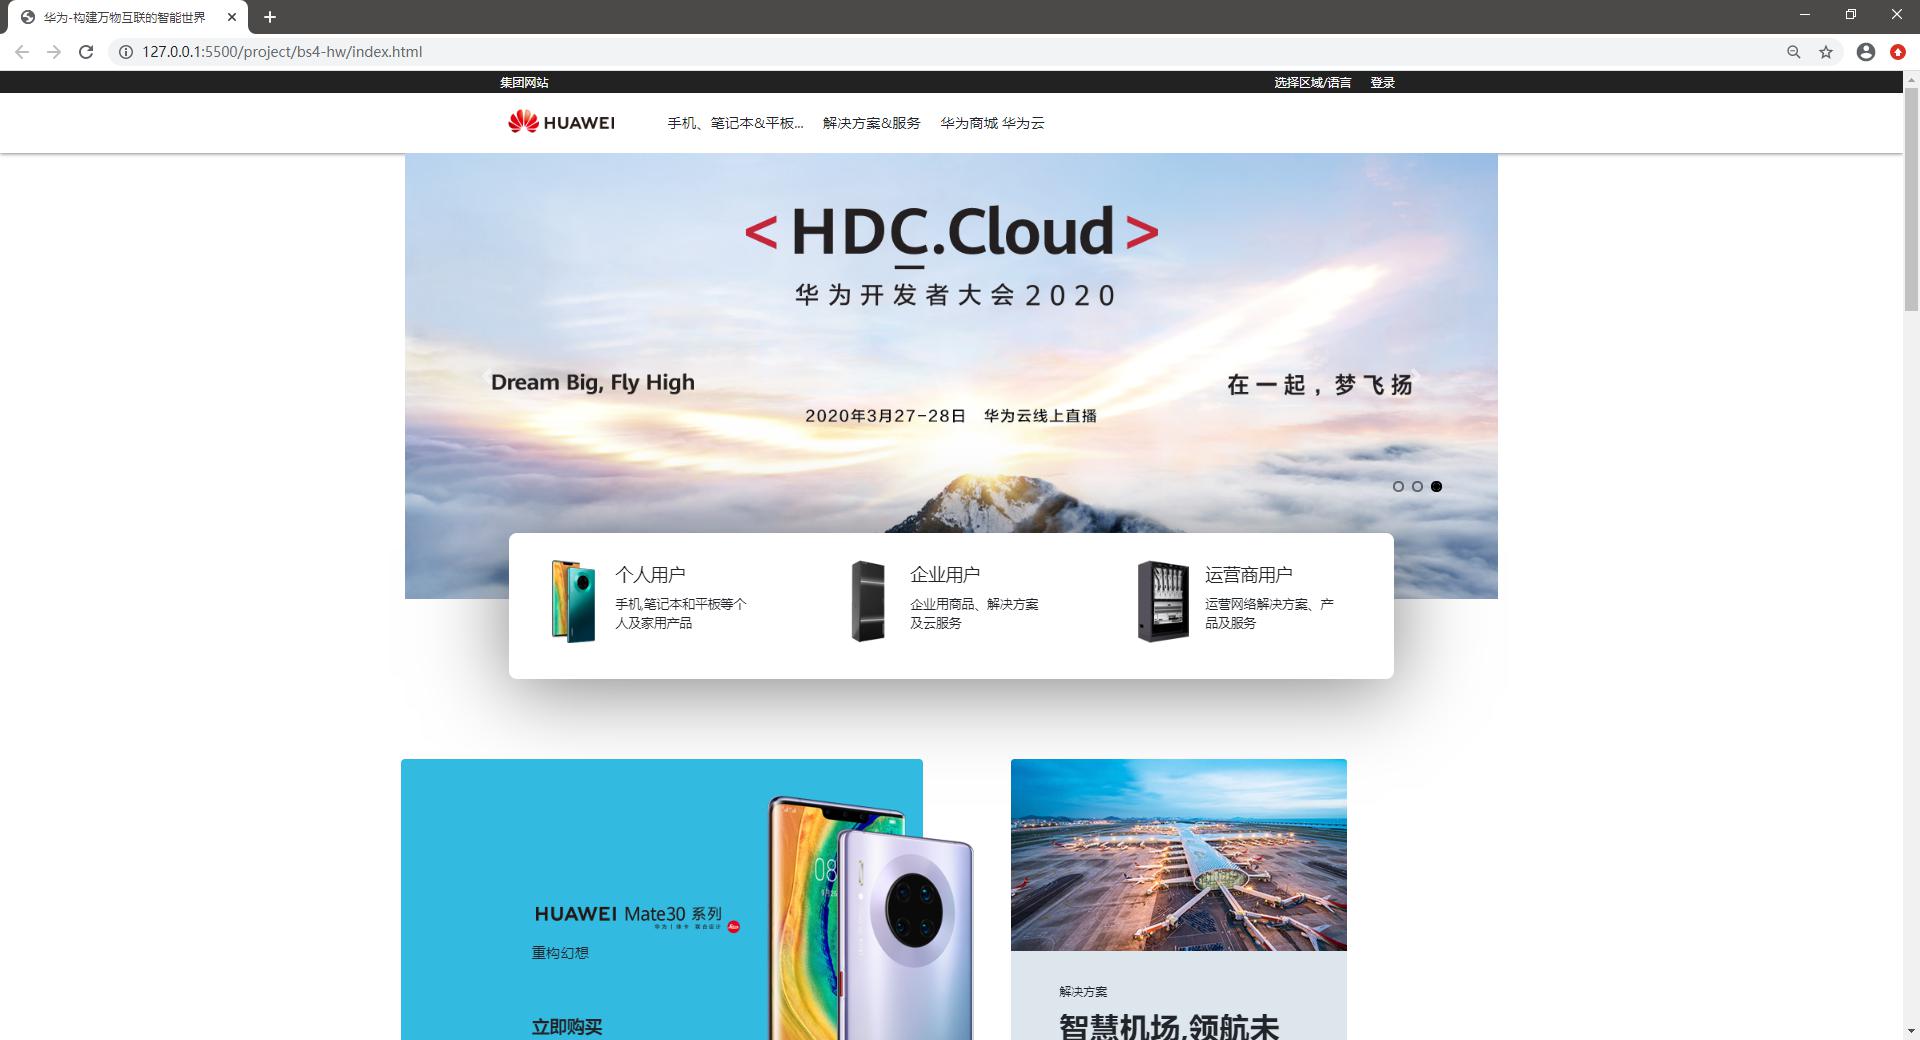 华为-构建万物互联的智能世界
127.0.0.1:5500/project/bs4-hw/index.html
集团网站
选择区域/语言 登录
HUAWEI
手机、笔记本&平板... 解决方案&服务 华为商城 华为云
<HDC.Cloud>
华为开发者大会2020
Dream Big, Fly High
在一起，梦飞扬
2020年3月27-28日 华为云线上直播
个人用户
手机,笔记本和平板等个
人及家用产品
企业用户
企业用商品、解决方案
及云服务
运营商用户
运营网络解决方案、产
品及服务
HUAWEI Mate30 系列
华为 | 徕卡 联合设计
重构幻想
立即购买
08
解决方案
智慧机场,领航未